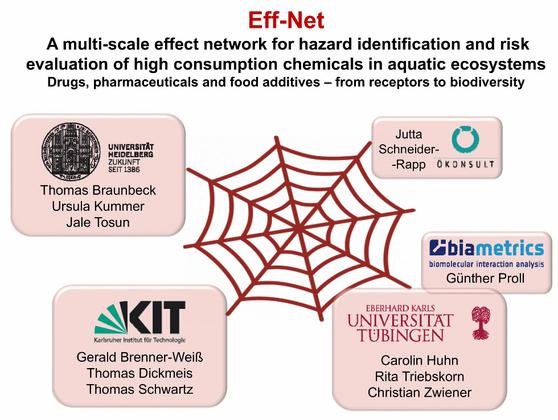 Eff-Net
A multi-scale effect network for hazard identification and risk
evaluation of high consumption chemicals in aquatic ecosystems
Drugs, pharmaceuticals and food additives – from receptors to biodiversity
UNIVERSITÄT
HEIDELBERG
ZUKUNFT
SEIT 1386
Thomas Braunbeck
Ursula Kummer
Jale Tosun
Jutta
Schneider-
-Rapp
ÖKONSULT
biametrics
biomolecular interaction analysis
Günther Proll
KIT
Karlsruher Institut für Technologie
Gerald Brenner-Weiß
Thomas Dickmeis
Thomas Schwartz
EBERHARD KARLS
UNIVERSITÄT
TÜBINGEN
Carolin Huhn
Rita Triebskorn
Christian Zwiener